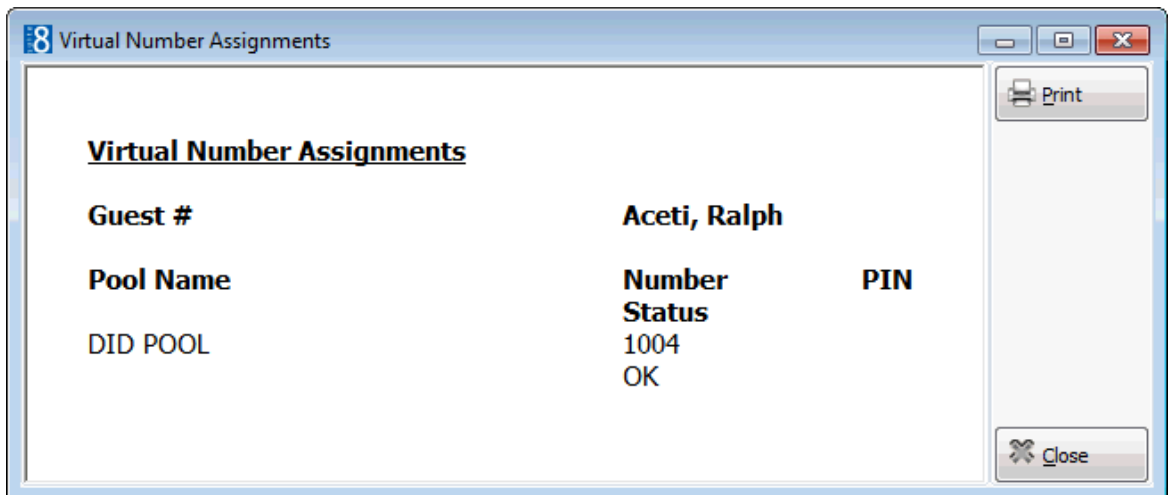 8 Virtual Number Assignments
Print
Virtual Number Assignments
Guest # Aceti, Ralph
Pool Name Number PIN
Status
DID POOL 1004
OK
Close